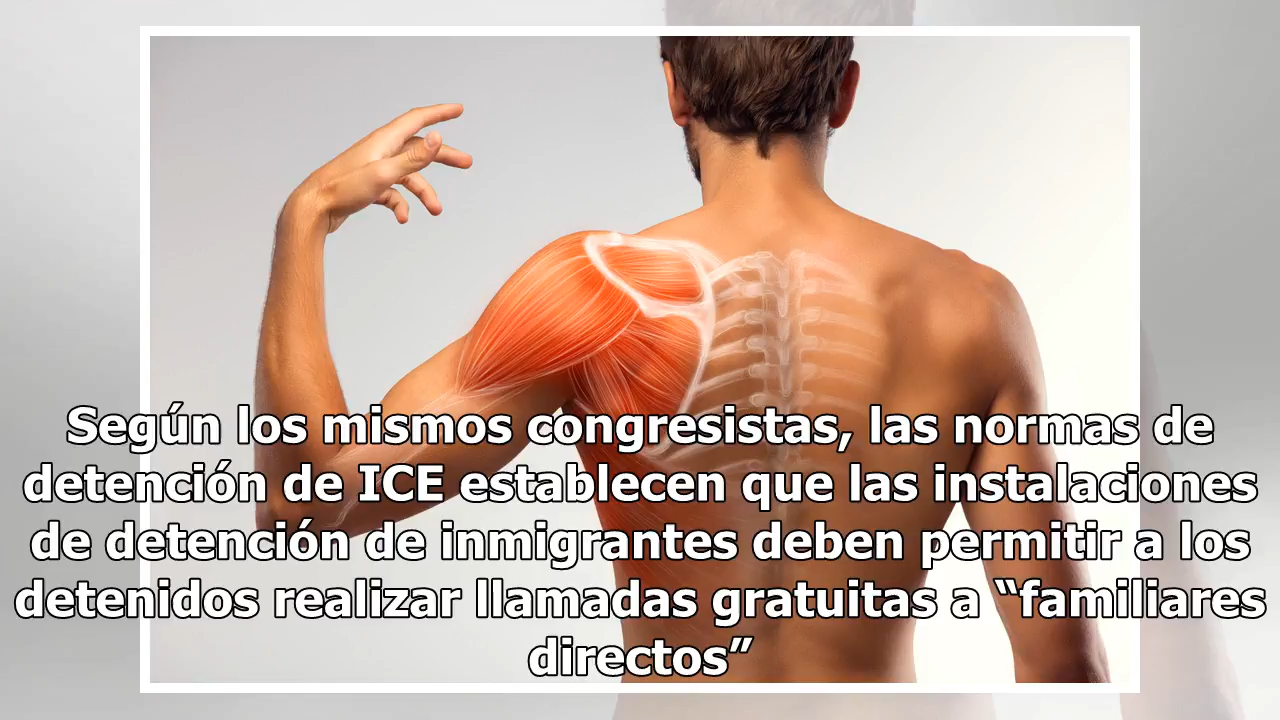 Según los mismos congresistas, las normas de
detención de ICE establecen que las instalaciones
de detención de inmigrantes deben permitir a los
detenidos realizar llamadas gratuitas a “familiares
directos”